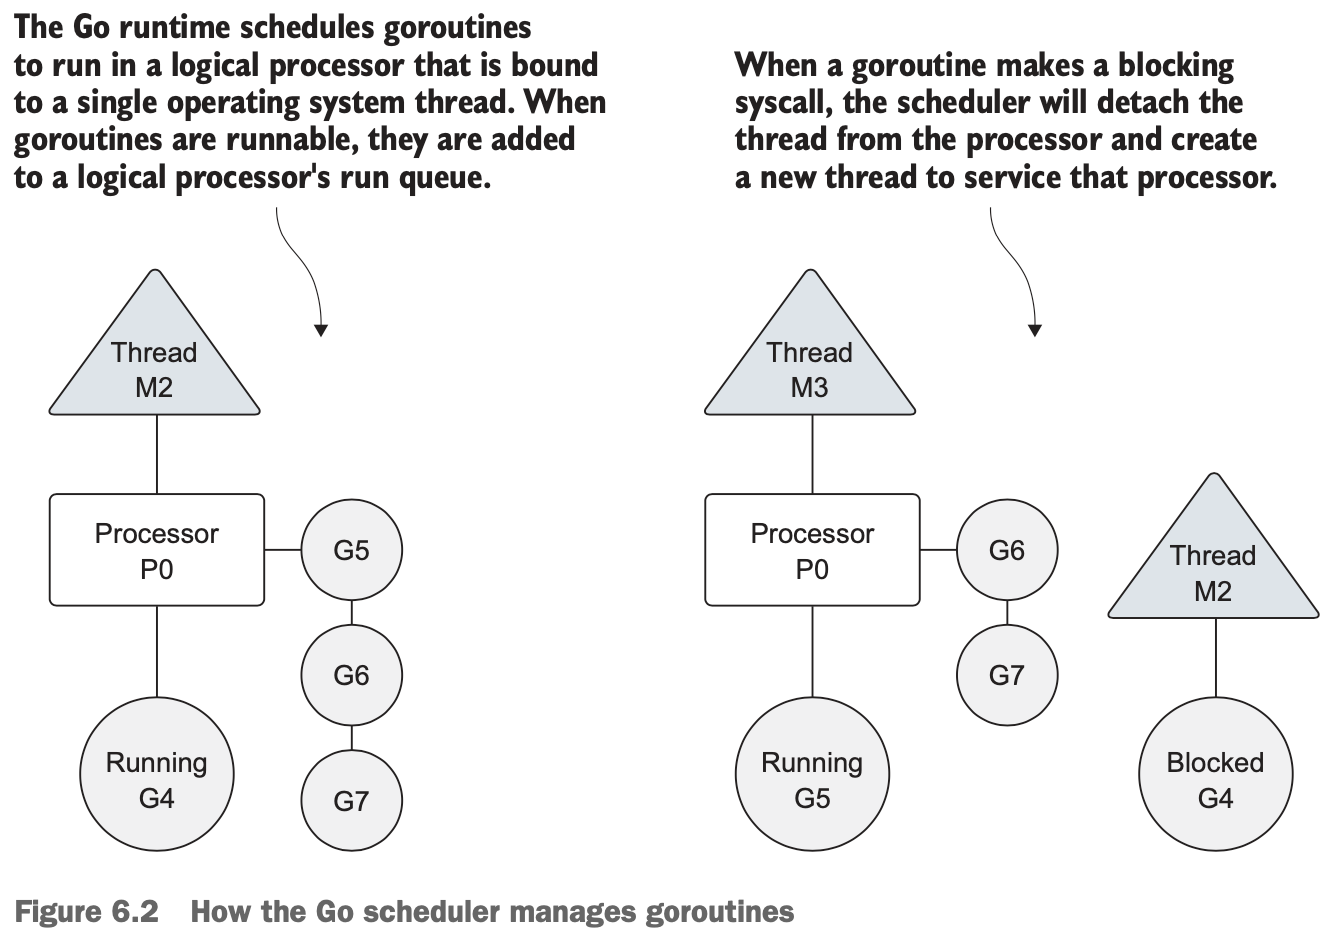 The Go runtime schedules goroutines
to run in a logical processor that is bound
to a single operating system thread. When
goroutines are runnable, they are added
to a logical processor's run queue.
When a goroutine makes a blocking
syscall, the scheduler will detach the
thread from the processor and create
a new thread to service that processor.
Thread
M2
Processor
P0
G5
G6
G7
Running
G4
Thread
M3
Processor
P0
G6
G7
Running
G5
Thread
M2
Blocked
G4
Figure 6.2 How the Go scheduler manages goroutines